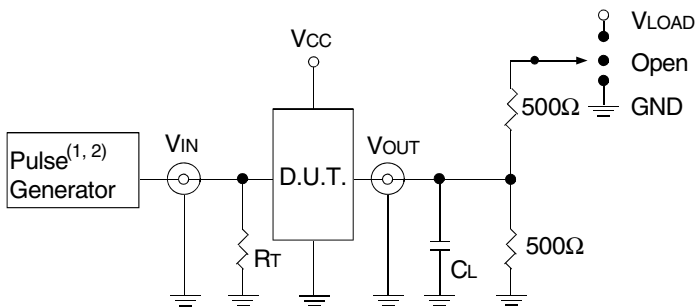 VLOAD
VCC
Open
500Ω
GND
VIN
VOUT
Pulse(1, 2)
Generator
D.U.T.
RT
CL
500Ω